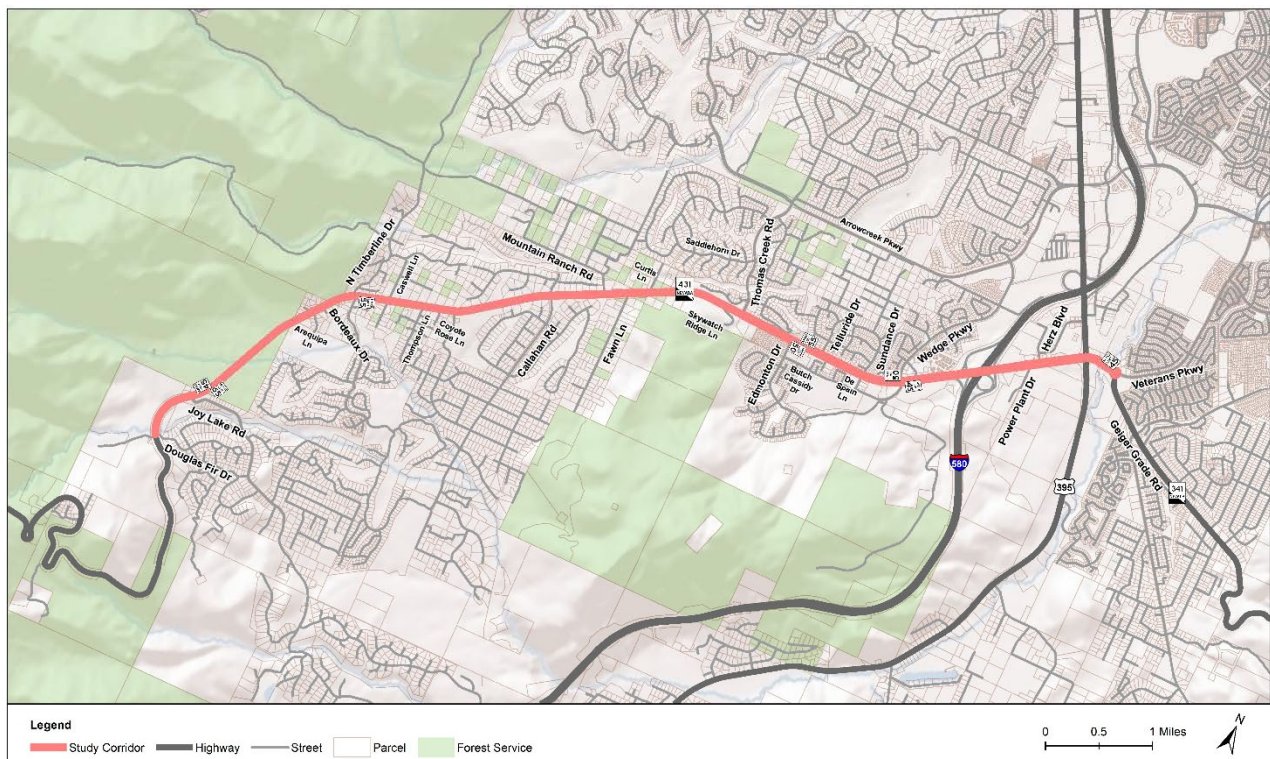 N Timberline Dr
Caswell Ln
Mountain Ranch Rd
Curtis
Ln
Saddlehorn Dr
Thomas Creek Rd
Arrowcreek Pkwy
431
Arequipa
Ln
Bordeaux Dr
Thompson Ln
Coyote
Rose Ln
Callahan Rd
Fawn Ln
Skywatch
Ridge Ln
Edmonton Dr
Butch
Cassidy Dr
Telluride Dr
De
Spain
Ln
Sundance Dr
Wedge Pkwy
Herz Blvd
Power Plant Dr
Veterans Pkwy
Geiger Grade Rd
Joy Lake Rd
Douglas Fir Dr
580
395
341
Legend
Study Corridor
Highway
Street
Parcel
Forest Service
0 0.5 1 Miles
N